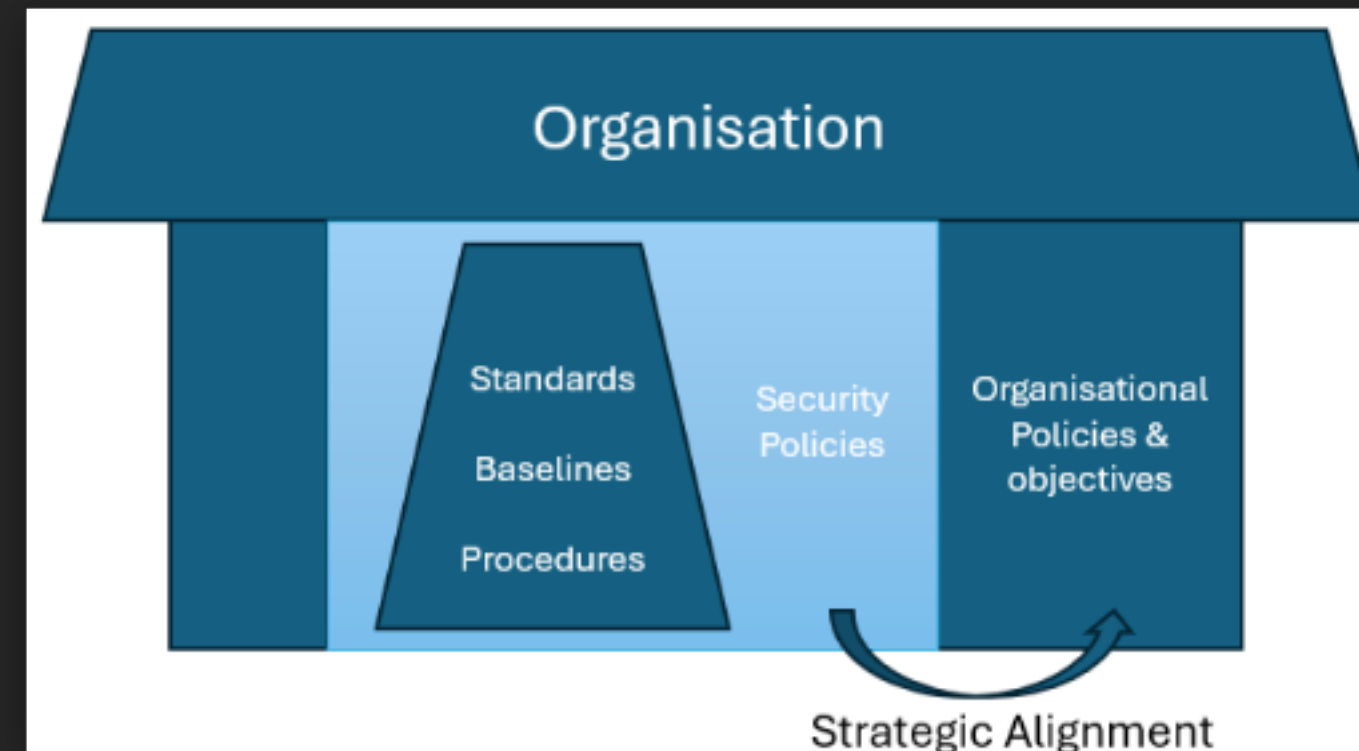 Organisation
Standards
Baselines
Procedures
Security
Policies
Organisational
Policies &
objectives
Strategic Alignment